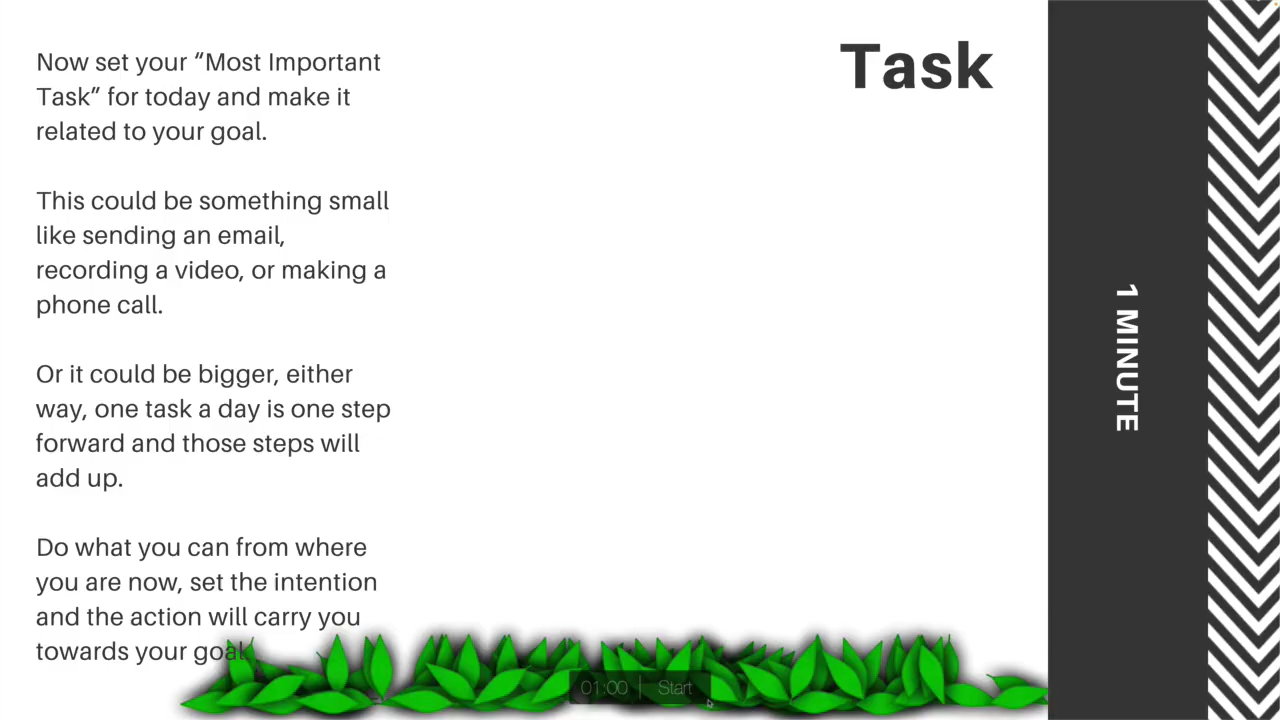 Task
Now set your “Most Important
Task” for today and make it
related to your goal.
This could be something small
like sending an email,
recording a video, or making a
phone call.
Or it could be bigger, either
way, one task a day is one step
forward and those steps will
add up.
Do what you can from where
you are now, set the intention
and the action will carry you
towards your goal.
1 MINUTE
01:00 | Start